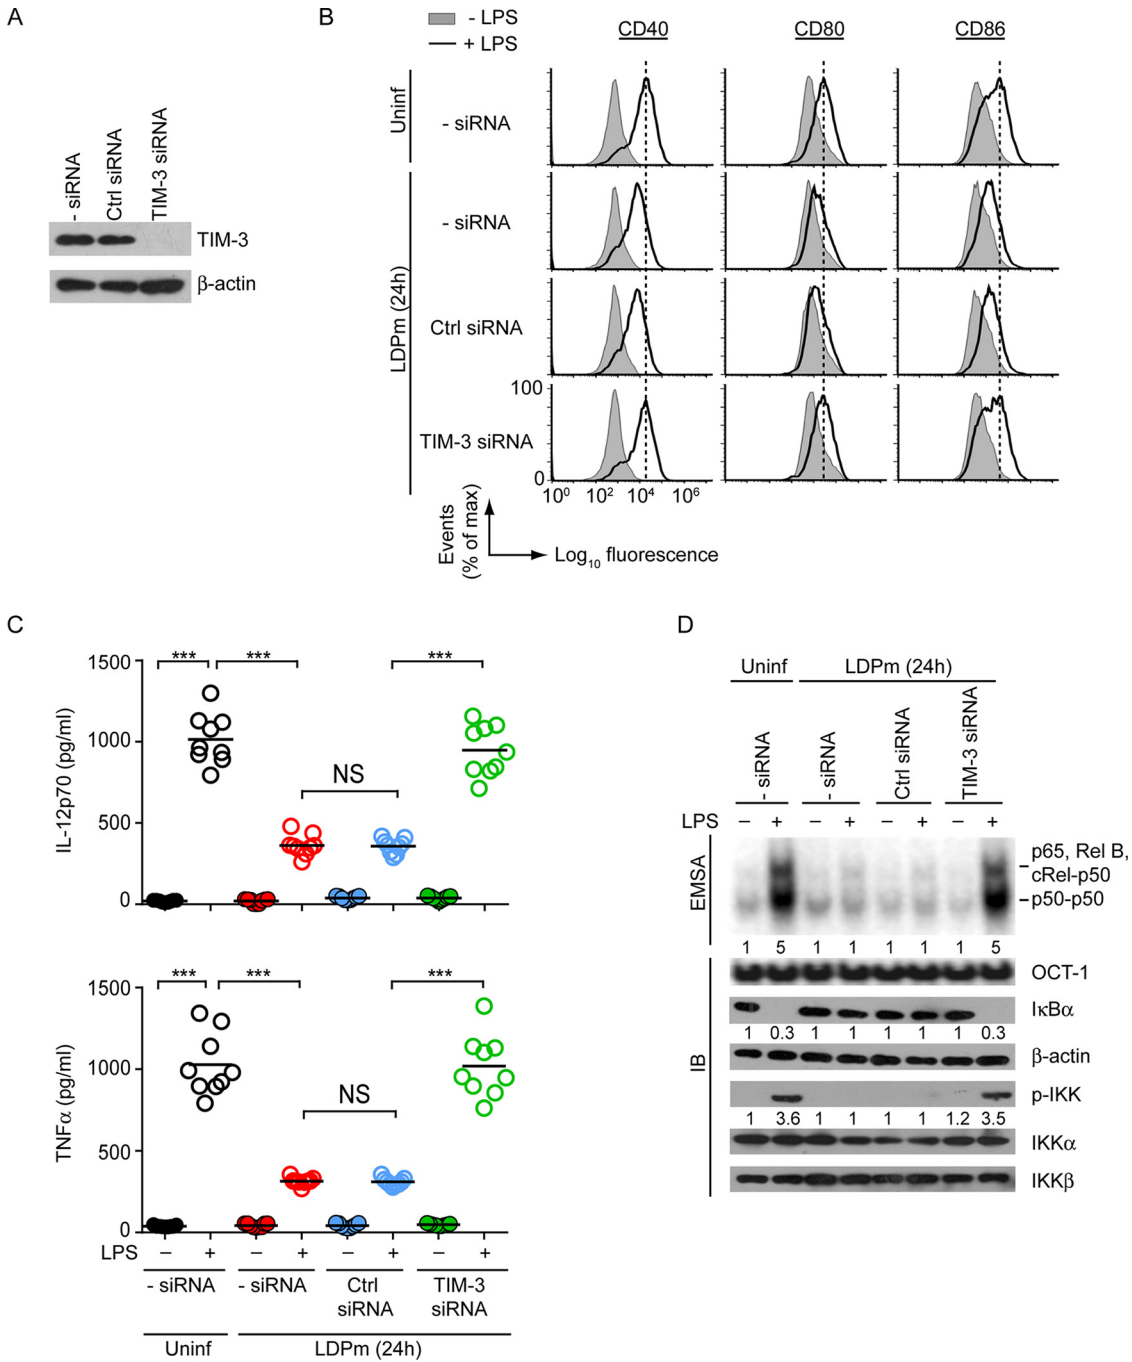 A
- siRNA
Ctrl siRNA
TIM-3 siRNA
TIM-3
β-actin
B
- LPS
+ LPS
CD40
CD80
CD86
Uninf
- siRNA
LDPm (24h)
- siRNA
Ctrl siRNA
TIM-3 siRNA
100
0
10⁰ 10² 10⁴ 10⁶
Events
(% of max)
Log₁₀ fluorescence
C
IL-12p70 (pg/ml)
1500
1000
500
0
*** *** ***
NS
TNFα (pg/ml)
1500
1000
500
0
*** *** ***
NS
LPS – + – + – + – +
- siRNA - siRNA Ctrl siRNA TIM-3 siRNA
Uninf LDPm (24h)
D
Uninf LDPm (24h)
- siRNA
- siRNA
Ctrl siRNA
TIM-3 siRNA
LPS – + – + – + – +
EMSA
p65, Rel B,
cRel-p50
p50-p50
1 5 1 1 1 1 1 5
IB
OCT-1
IκBα
1 0.3 1 1 1 1 1 0.3
β-actin
p-IKK
1 3.6 1 1 1 1 1.2 3.5
IKKα
IKKβ